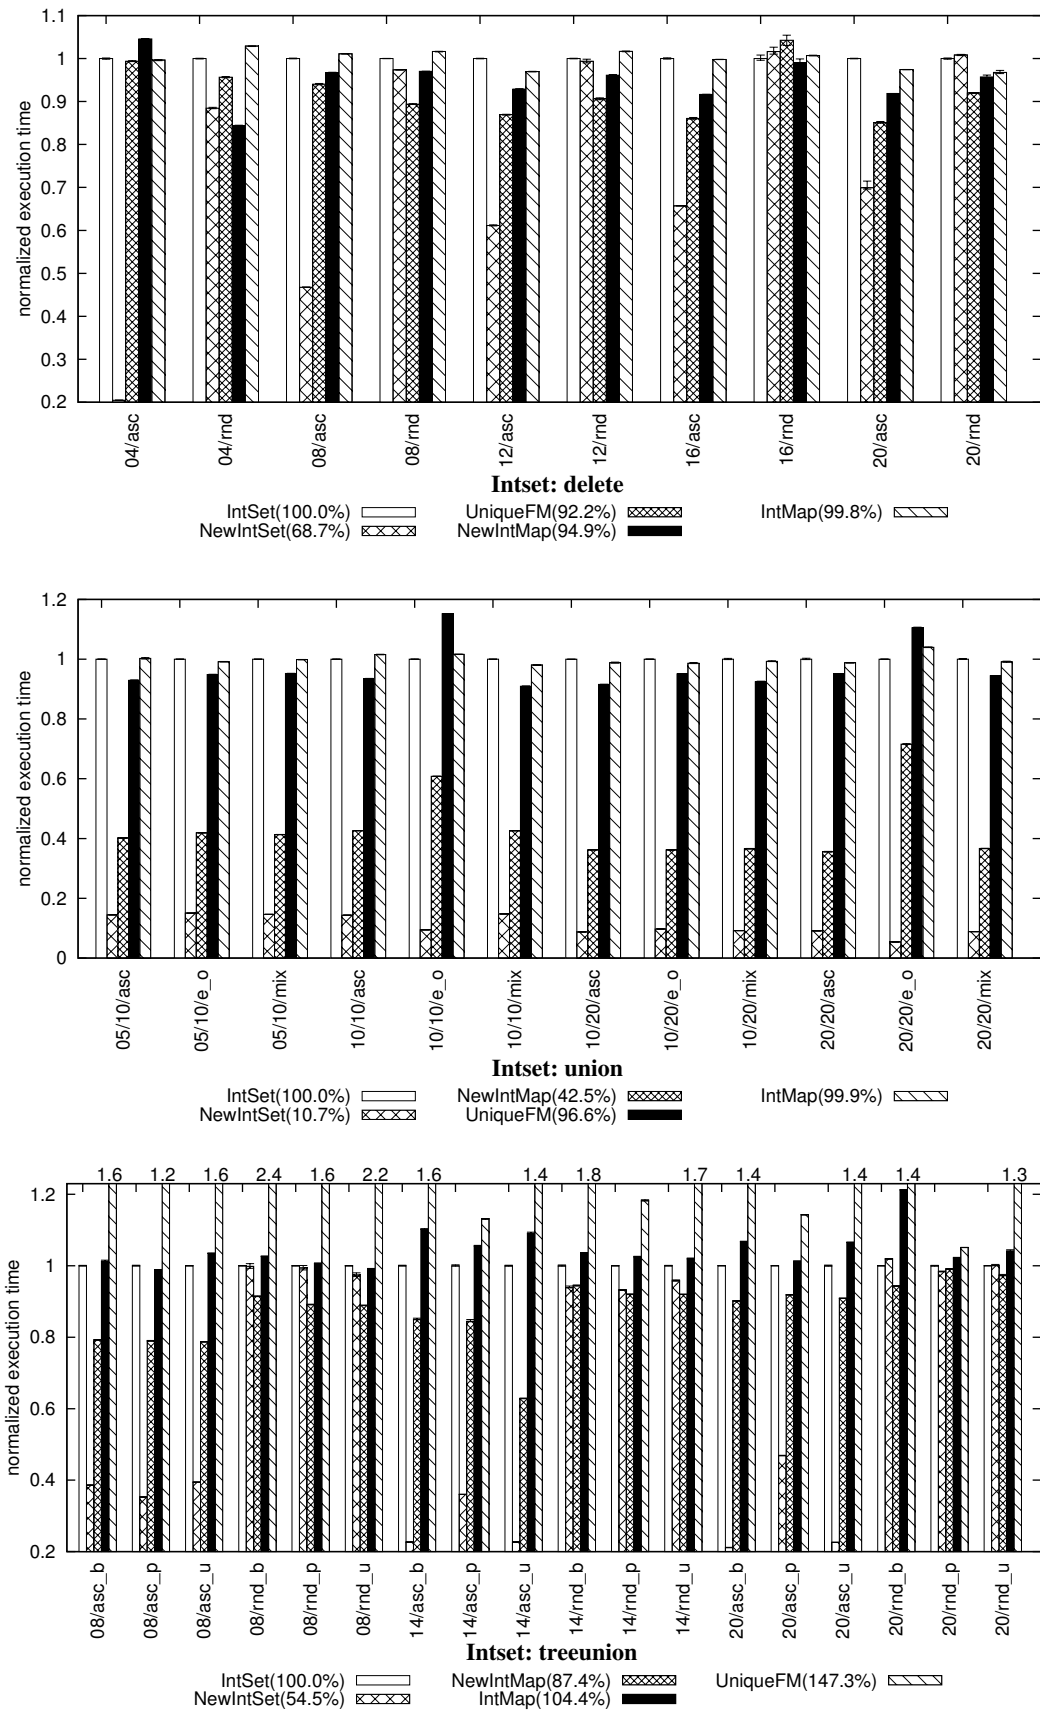 1.1
1
0.9
0.8
0.7
0.6
0.5
0.4
0.3
0.2
normalized execution time
04/asc
04/rnd
08/asc
08/rnd
12/asc
12/rnd
16/asc
16/rnd
20/asc
20/rnd
Intset: delete
IntSet(100.0%) UniqueFM(92.2%) IntMap(99.8%)
NewIntSet(68.7%) NewIntMap(94.9%)
1.2
1
0.8
0.6
0.4
0.2
0
normalized execution time
05/10/asc
05/10/e_o
05/10/mix
10/10/asc
10/10/e_o
10/10/mix
10/20/asc
10/20/e_o
10/20/mix
20/20/asc
20/20/e_o
20/20/mix
Intset: union
IntSet(100.0%) NewIntMap(42.5%) IntMap(99.9%)
NewIntSet(10.7%) UniqueFM(96.6%)
1.6 1.2 1.6 2.4 1.6 2.2 1.6 1.4 1.8 1.7 1.4 1.4 1.4 1.3
1.2
1
0.8
0.6
0.4
0.2
normalized execution time
08/asc_b
08/asc_p
08/asc_u
08/rnd_b
08/rnd_p
08/rnd_u
14/asc_b
14/asc_p
14/asc_u
14/rnd_b
14/rnd_p
14/rnd_u
20/asc_b
20/asc_p
20/asc_u
20/rnd_b
20/rnd_p
20/rnd_u
Intset: treeunion
IntSet(100.0%) NewIntMap(87.4%) UniqueFM(147.3%)
NewIntSet(54.5%) IntMap(104.4%)